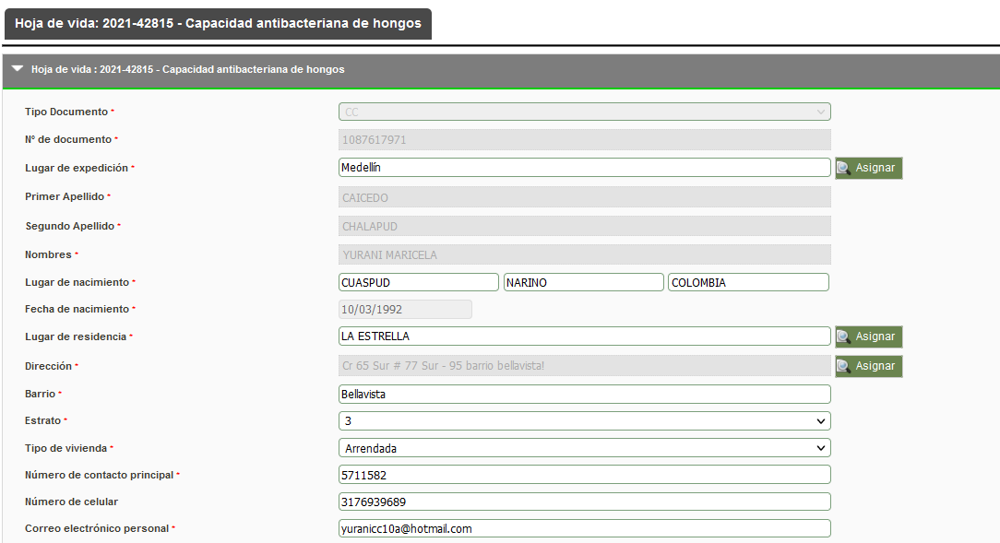 Hoja de vida: 2021-42815 - Capacidad antibacteriana de hongos
Hoja de vida : 2021-42815 - Capacidad antibacteriana de hongos
Tipo Documento * CC
Nº de documento * 1087617971
Lugar de expedición * Medellín Asignar
Primer Apellido * CAICEDO
Segundo Apellido * CHALAPUD
Nombres * YURANI MARICELA
Lugar de nacimiento * CUASPUD NARINO COLOMBIA
Fecha de nacimiento * 10/03/1992
Lugar de residencia * LA ESTRELLA Asignar
Dirección * Cr 65 Sur # 77 Sur - 95 barrio bellavista! Asignar
Barrio * Bellavista
Estrato * 3
Tipo de vivienda * Arrendada
Número de contacto principal * 5711582
Número de celular 3176939689
Correo electrónico personal * yuranicc10a@hotmail.com